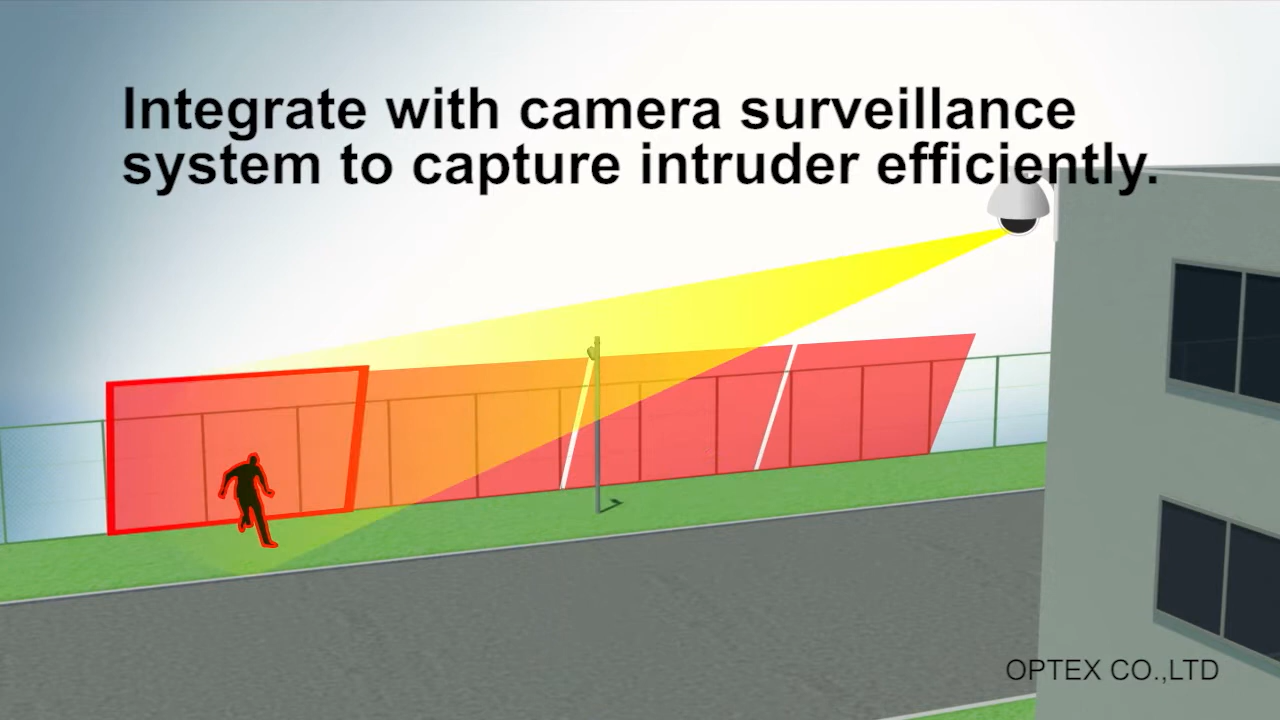 Integrate with camera surveillance
system to capture intruder efficiently.
OPTEX CO.,LTD